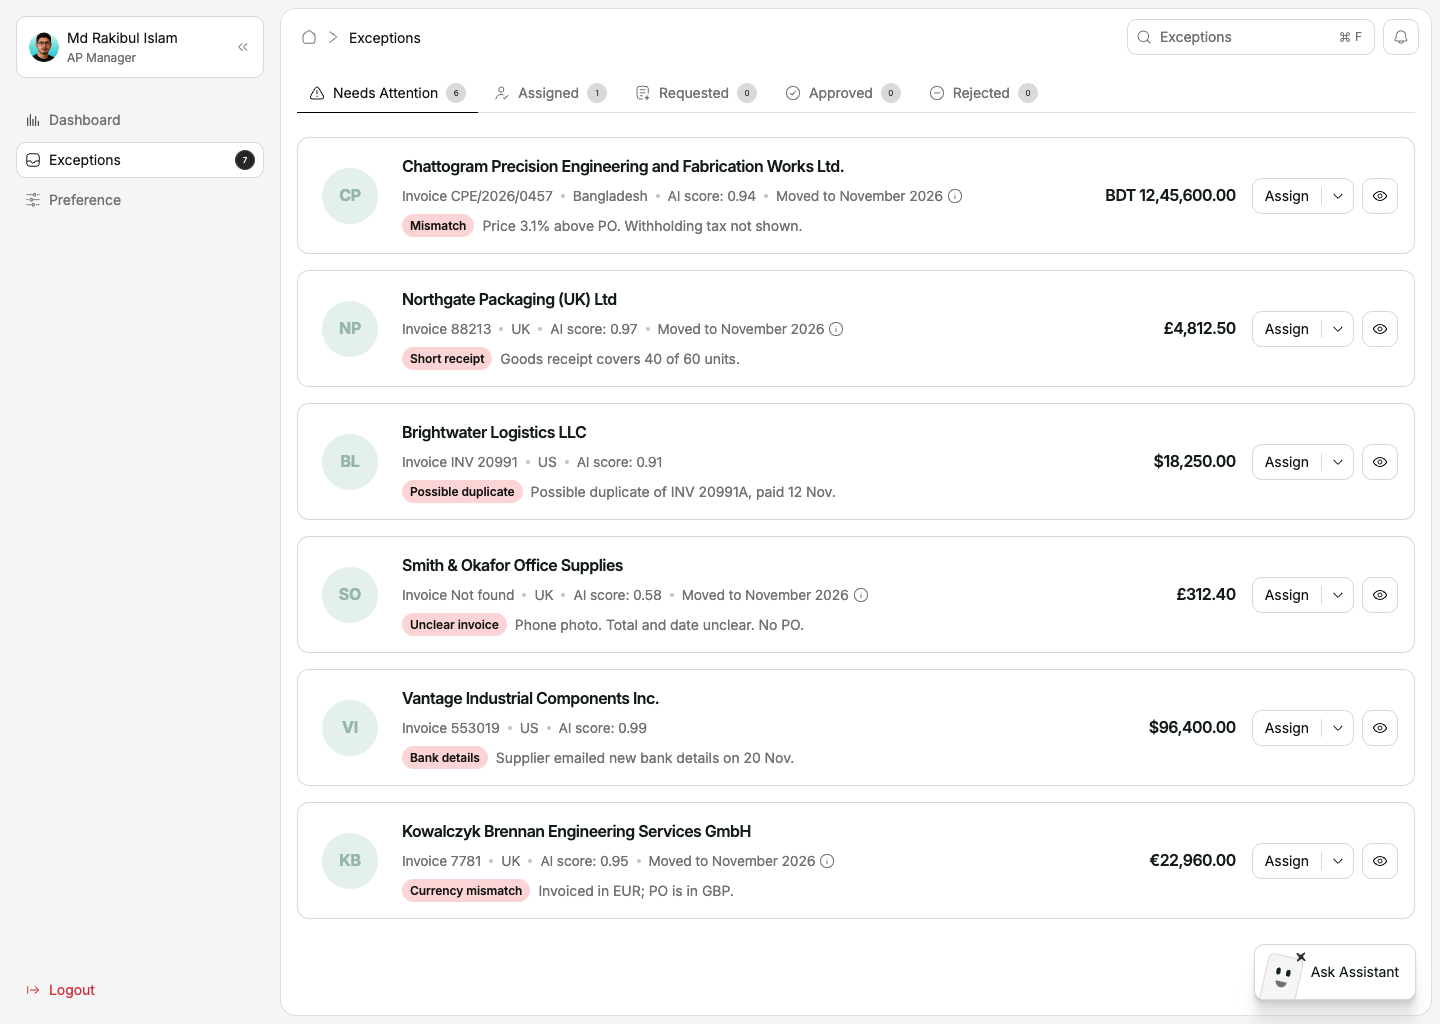 Md Rakibul Islam
AP Manager
Dashboard
Exceptions 7
Preference
Logout
Exceptions
Exceptions ⌘ F
Needs Attention 6 Assigned 1 Requested 0 Approved 0 Rejected 0
CP
Chattogram Precision Engineering and Fabrication Works Ltd.
Invoice CPE/2026/0457 • Bangladesh • AI score: 0.94 • Moved to November 2026
Mismatch Price 3.1% above PO. Withholding tax not shown.
BDT 12,45,600.00 Assign
NP
Northgate Packaging (UK) Ltd
Invoice 88213 • UK • AI score: 0.97 • Moved to November 2026
Short receipt Goods receipt covers 40 of 60 units.
£4,812.50 Assign
BL
Brightwater Logistics LLC
Invoice INV 20991 • US • AI score: 0.91
Possible duplicate Possible duplicate of INV 20991A, paid 12 Nov.
$18,250.00 Assign
SO
Smith & Okafor Office Supplies
Invoice Not found • UK • AI score: 0.58 • Moved to November 2026
Unclear invoice Phone photo. Total and date unclear. No PO.
£312.40 Assign
VI
Vantage Industrial Components Inc.
Invoice 553019 • US • AI score: 0.99
Bank details Supplier emailed new bank details on 20 Nov.
$96,400.00 Assign
KB
Kowalczyk Brennan Engineering Services GmbH
Invoice 7781 • UK • AI score: 0.95 • Moved to November 2026
Currency mismatch Invoiced in EUR; PO is in GBP.
€22,960.00 Assign
Ask Assistant